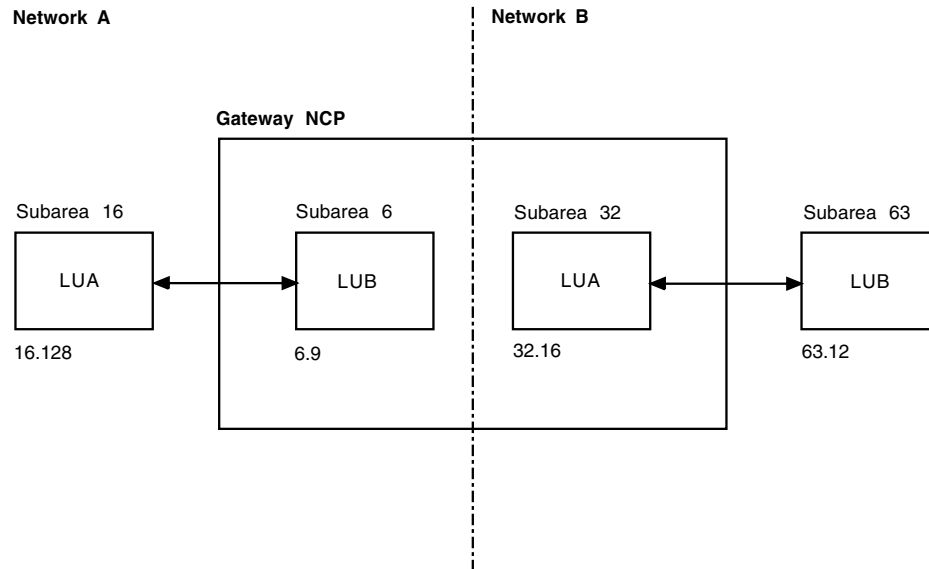 Network A
Network B
Gateway NCP
Subarea 16
Subarea 6
Subarea 32
Subarea 63
LUA
LUB
LUA
LUB
16.128
6.9
32.16
63.12